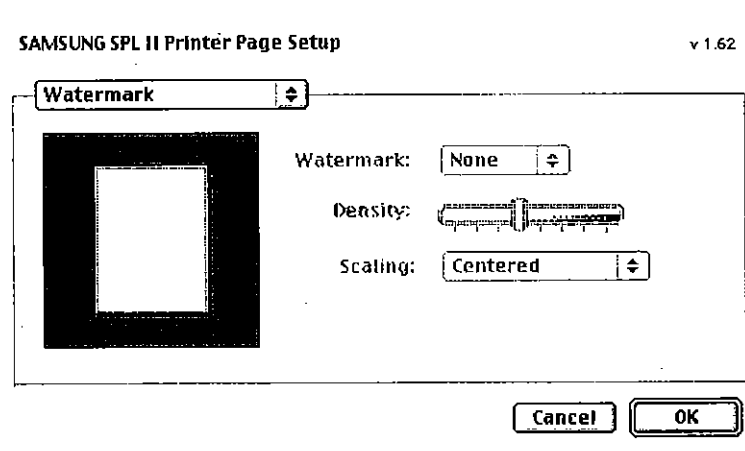 SAMSUNG SPL II Printer Page Setup v 1.62
Watermark
Watermark: None
Density:
Scaling: Centered
Cancel OK